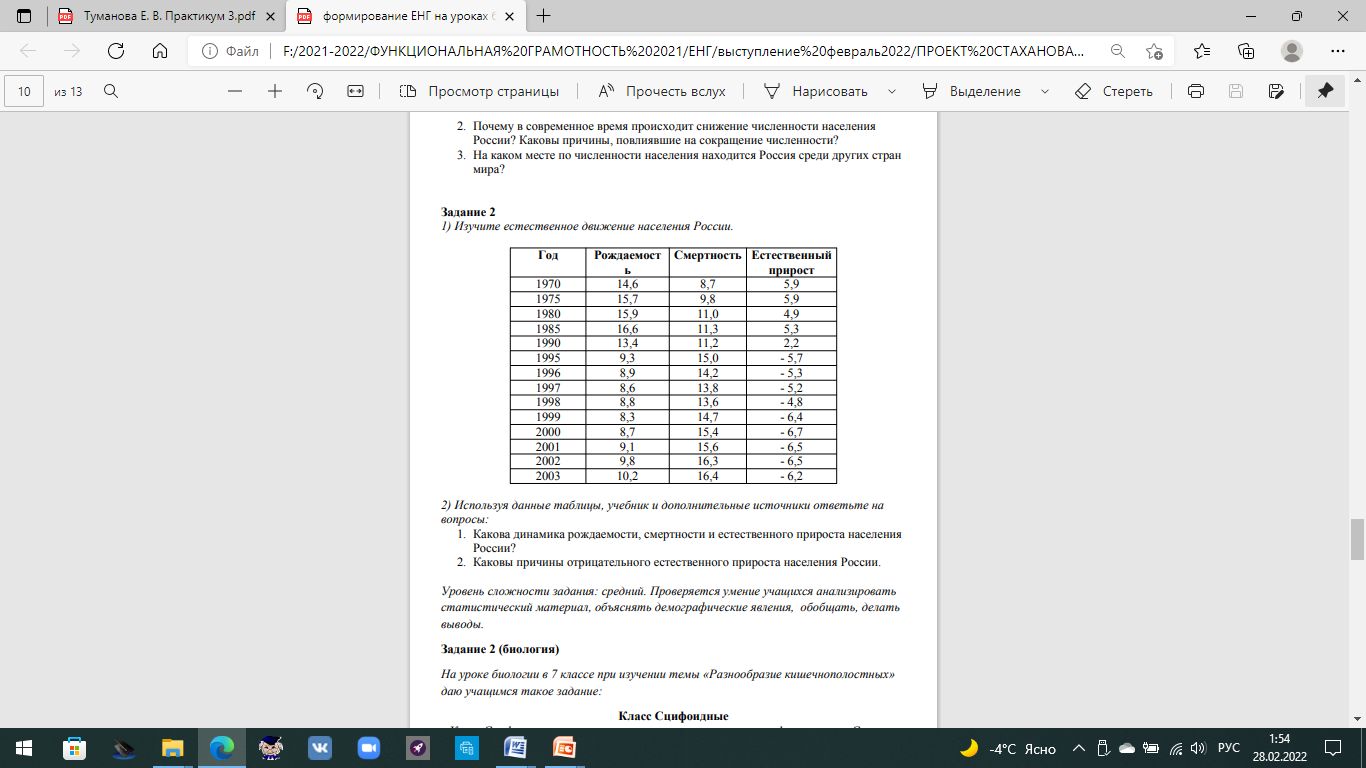 Туманова Е. В. Практикум 3.pdf
формирование ЕНГ на уроках
Файл
F:/2021-2022/ФУНКЦИОНАЛЬНАЯ%20ГРАМОТНОСТЬ%202021/ЕНГ/выступление%20февраль2022/ПРОЕКТ%20СТАХАНОВА...
10 из 13
Просмотр страницы
Прочесть вслух
Нарисовать
Выделение
Стереть
2. Почему в современное время происходит снижение численности населения
России? Каковы причины, повлиявшие на сокращение численности?
3. На каком месте по численности населения находится Россия среди других стран
мира?
Задание 2
1) Изучите естественное движение населения России.
Год Рождаемост Смертность Естественный
ь прирост
1970 14,6 8,7 5,9
1975 15,7 9,8 5,9
1980 15,9 11,0 4,9
1985 16,6 11,3 5,3
1990 13,4 11,2 2,2
1995 9,3 15,0 - 5,7
1996 8,9 14,2 - 5,3
1997 8,6 13,8 - 5,2
1998 8,8 13,6 - 4,8
1999 8,3 14,7 - 6,4
2000 8,7 15,4 - 6,7
2001 9,1 15,6 - 6,5
2002 9,8 16,3 - 6,5
2003 10,2 16,4 - 6,2
2) Используя данные таблицы, учебник и дополнительные источники ответьте на
вопросы:
1. Какова динамика рождаемости, смертности и естественного прироста населения
России?
2. Каковы причины отрицательного естественного прироста населения России.
Уровень сложности задания: средний. Проверяется умение учащихся анализировать
статистический материал, объяснять демографические явления, обобщать, делать
выводы.
Задание 2 (биология)
На уроке биологии в 7 классе при изучении темы «Разнообразие кишечнополостных»
даю учащимся такое задание:
Класс Сцифоидные
-4°C Ясно
РУС
1:54
28.02.2022